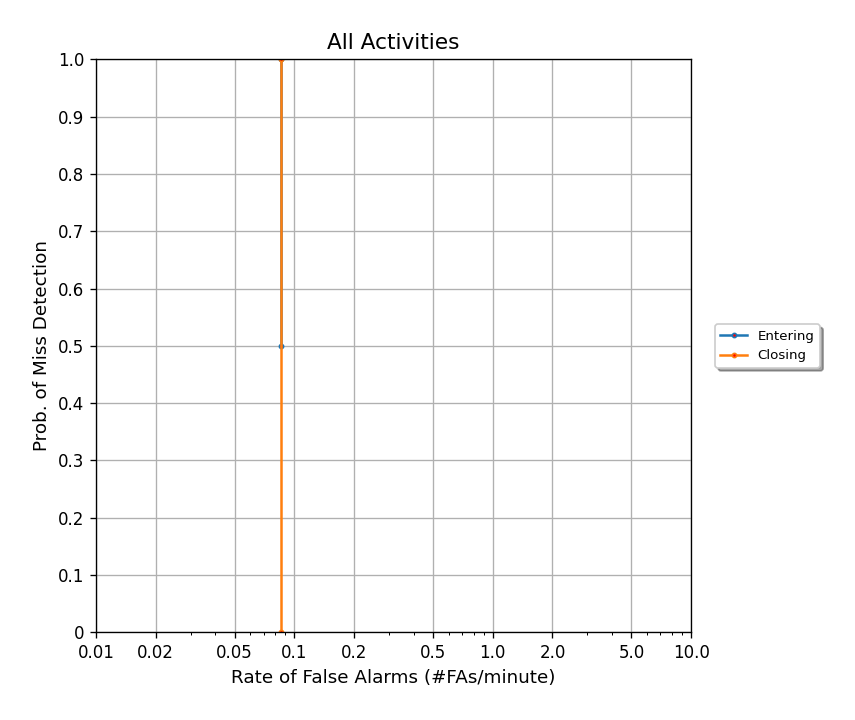 All Activities
1.0
0.9
0.8
0.7
0.6
0.5
0.4
0.3
0.2
0.1
0
Prob. of Miss Detection
0.01 0.02 0.05 0.1 0.2 0.5 1.0 2.0 5.0 10.0
Rate of False Alarms (#FAs/minute)
Entering
Closing